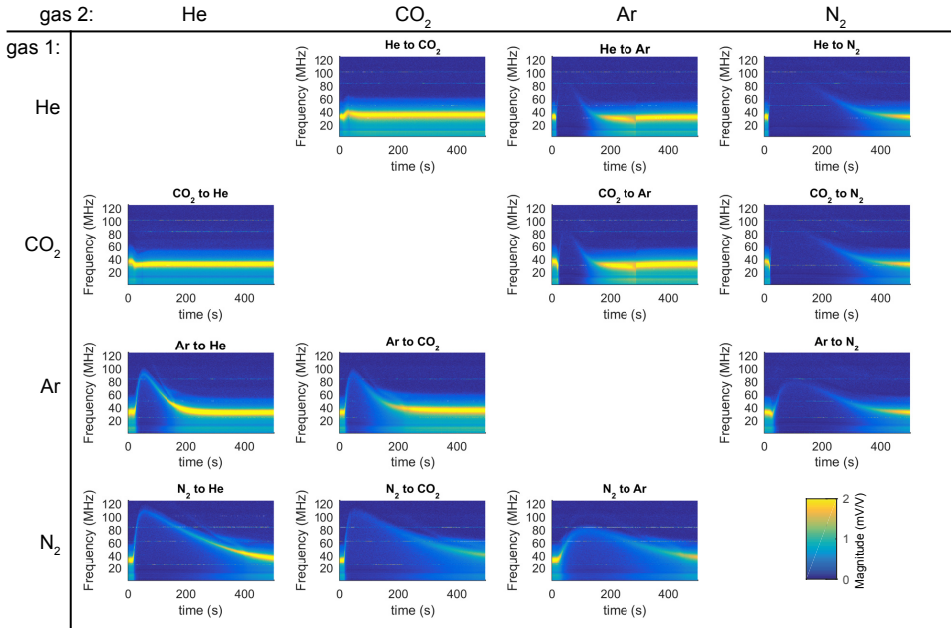 gas 2: He CO2 Ar N2
gas 1:
He
He to CO2
Frequency (MHz)
120
100
80
60
40
20
0 200 400
time (s)
He to Ar
Frequency (MHz)
120
100
80
60
40
20
0 200 400
time (s)
He to N2
Frequency (MHz)
120
100
80
60
40
20
0 200 400
time (s)
CO2
CO2 to He
Frequency (MHz)
120
100
80
60
40
20
0 200 400
time (s)
CO2 to Ar
Frequency (MHz)
120
100
80
60
40
20
0 200 400
time (s)
CO2 to N2
Frequency (MHz)
120
100
80
60
40
20
0 200 400
time (s)
Ar
Ar to He
Frequency (MHz)
120
100
80
60
40
20
0 200 400
time (s)
Ar to CO2
Frequency (MHz)
120
100
80
60
40
20
0 200 400
time (s)
Ar to N2
Frequency (MHz)
120
100
80
60
40
20
0 200 400
time (s)
N2
N2 to He
Frequency (MHz)
120
100
80
60
40
20
0 200 400
time (s)
N2 to CO2
Frequency (MHz)
120
100
80
60
40
20
0 200 400
time (s)
N2 to Ar
Frequency (MHz)
120
100
80
60
40
20
0 200 400
time (s)
2
1
0
Magnitude (mV/V)